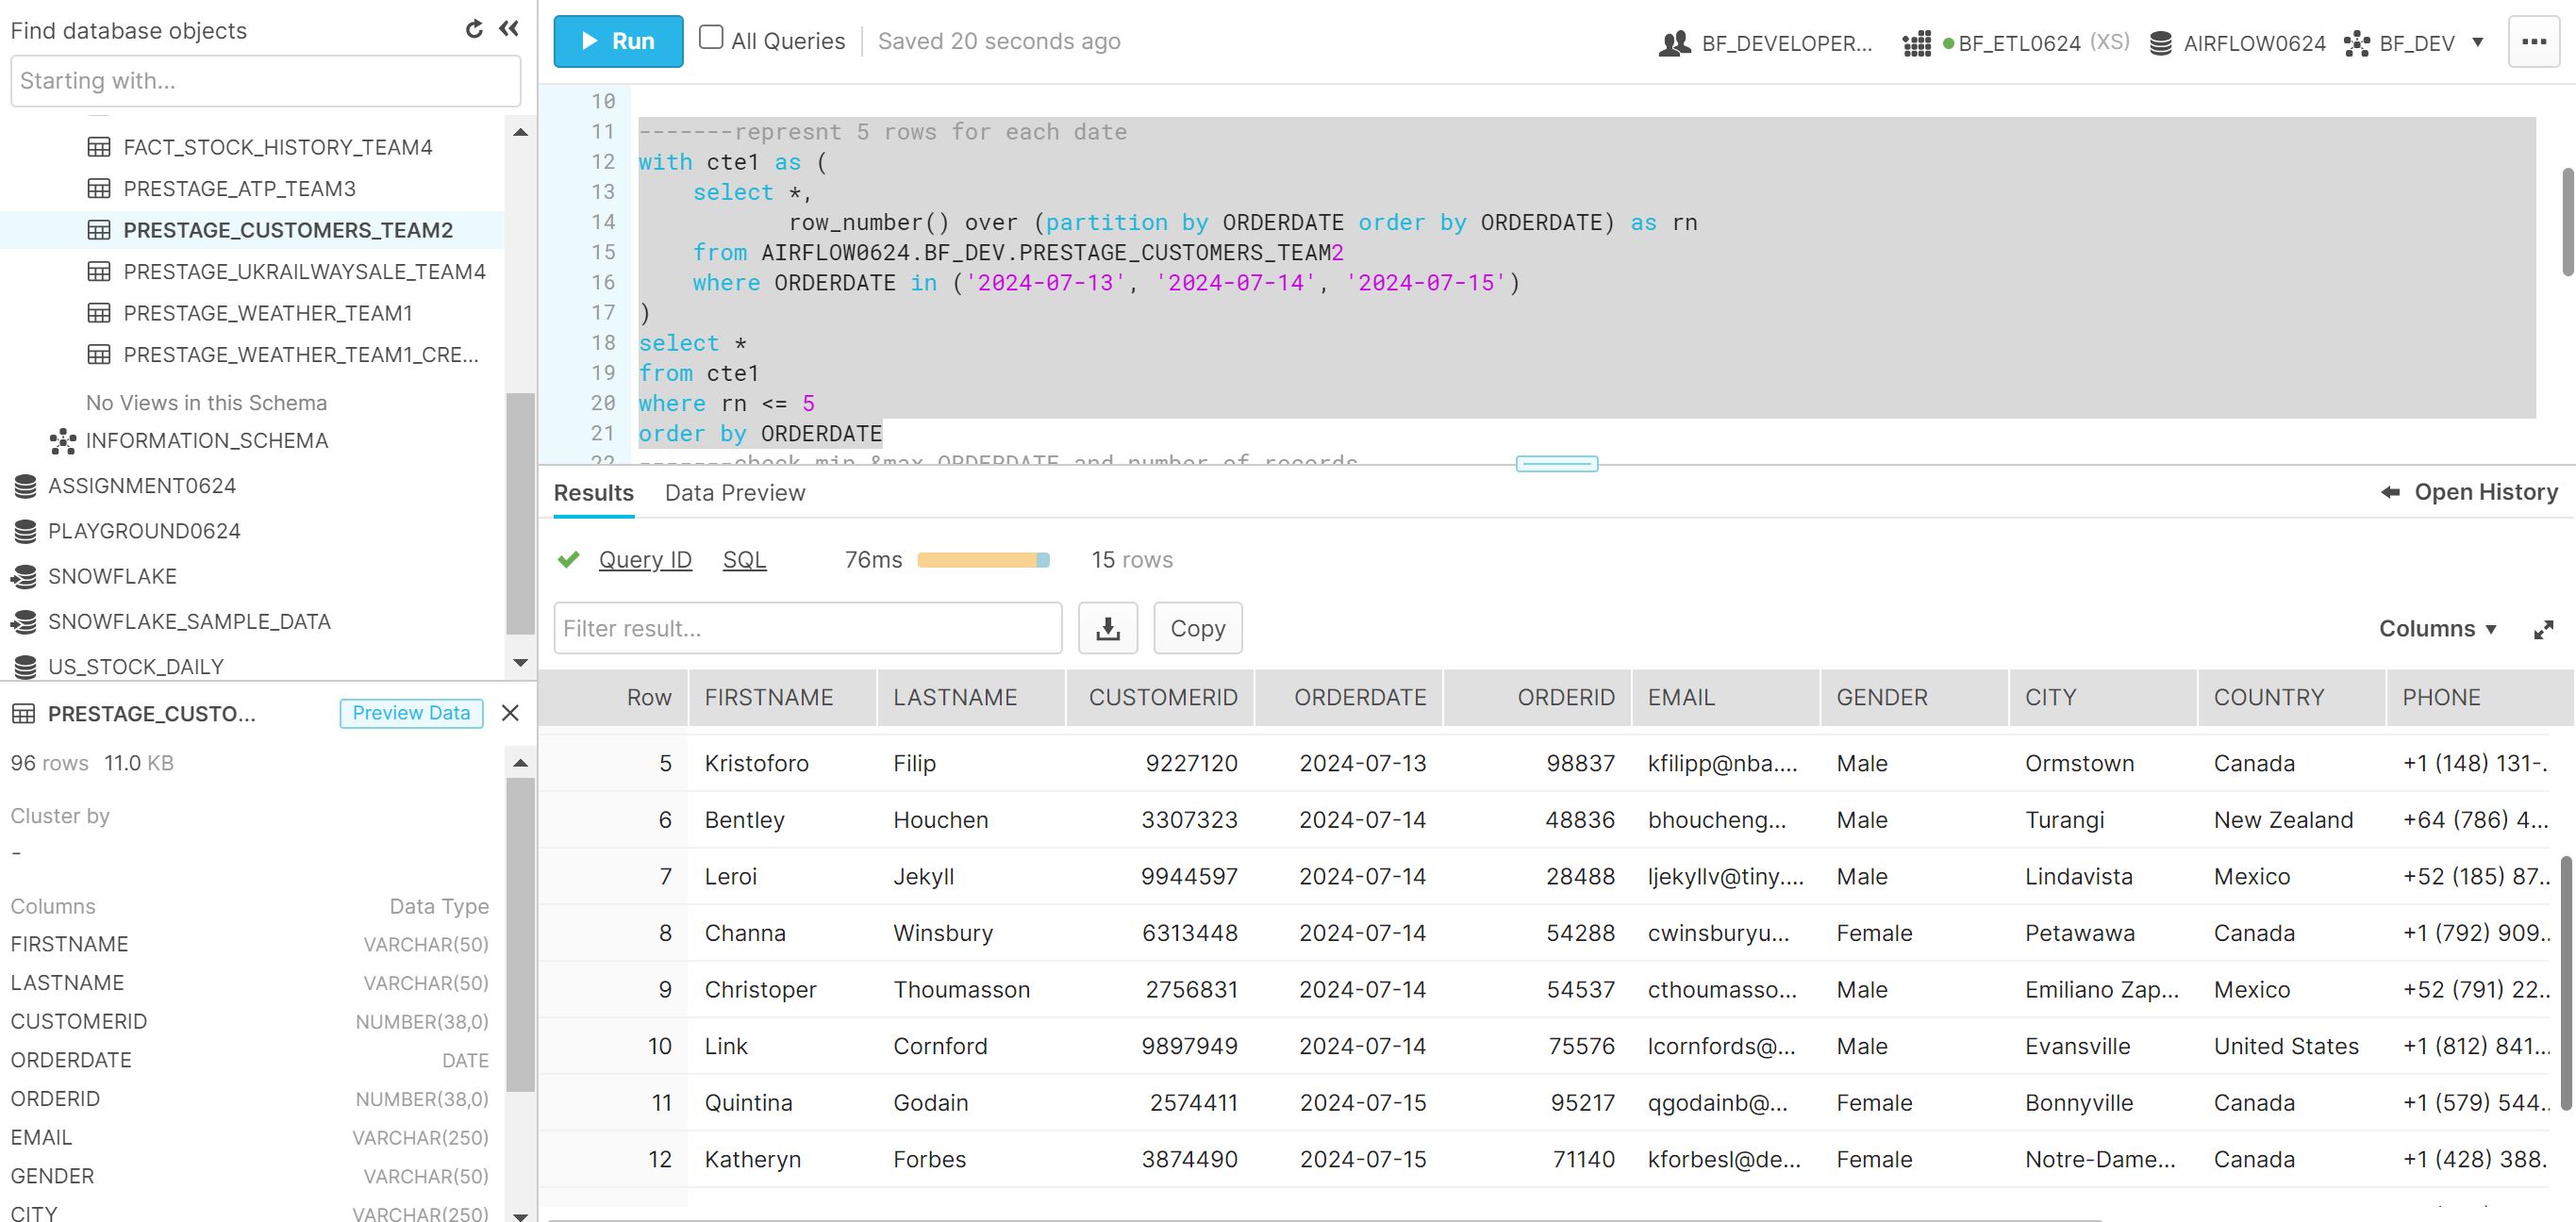 Find database objects
Starting with...
FACT_STOCK_HISTORY_TEAM4
PRESTAGE_ATP_TEAM3
PRESTAGE_CUSTOMERS_TEAM2
PRESTAGE_UKRAILWAYSALE_TEAM4
PRESTAGE_WEATHER_TEAM1
PRESTAGE_WEATHER_TEAM1_CRE...
No Views in this Schema
INFORMATION_SCHEMA
ASSIGNMENT0624
PLAYGROUND0624
SNOWFLAKE
SNOWFLAKE_SAMPLE_DATA
US_STOCK_DAILY
PRESTAGE_CUSTO... Preview Data
96 rows 11.0 KB
Cluster by
-
Columns Data Type
FIRSTNAME VARCHAR(50)
LASTNAME VARCHAR(50)
CUSTOMERID NUMBER(38,0)
ORDERDATE DATE
ORDERID NUMBER(38,0)
EMAIL VARCHAR(250)
GENDER VARCHAR(50)
CITY VARCHAR(250)
Run All Queries Saved 20 seconds ago BF_DEVELOPER... BF_ETL0624 (XS) AIRFLOW0624 BF_DEV
10
11 -------represnt 5 rows for each date
12 with cte1 as (
13 select *,
14 row_number() over (partition by ORDERDATE order by ORDERDATE) as rn
15 from AIRFLOW0624.BF_DEV.PRESTAGE_CUSTOMERS_TEAM2
16 where ORDERDATE in ('2024-07-13', '2024-07-14', '2024-07-15')
17 )
18 select *
19 from cte1
20 where rn <= 5
21 order by ORDERDATE
22 -------check min &max ORDERDATE and number of records
Results Data Preview Open History
Query ID SQL 76ms 15 rows
Filter result... Copy Columns
Row FIRSTNAME LASTNAME CUSTOMERID ORDERDATE ORDERID EMAIL GENDER CITY COUNTRY PHONE
5 Kristoforo Filip 9227120 2024-07-13 98837 kfilipp@nba.... Male Ormstown Canada +1 (148) 131-.
6 Bentley Houchen 3307323 2024-07-14 48836 bhoucheng... Male Turangi New Zealand +64 (786) 4...
7 Leroi Jekyll 9944597 2024-07-14 28488 ljekyllv@tiny.... Male Lindavista Mexico +52 (185) 87..
8 Channa Winsbury 6313448 2024-07-14 54288 cwinsburyu... Female Petawawa Canada +1 (792) 909..
9 Christoper Thoumasson 2756831 2024-07-14 54537 cthoumasso... Male Emiliano Zap... Mexico +52 (791) 22..
10 Link Cornford 9897949 2024-07-14 75576 lcornfords@... Male Evansville United States +1 (812) 841...
11 Quintina Godain 2574411 2024-07-15 95217 qgodainb@... Female Bonnyville Canada +1 (579) 544..
12 Katheryn Forbes 3874490 2024-07-15 71140 kforbesl@de... Female Notre-Dame... Canada +1 (428) 388.